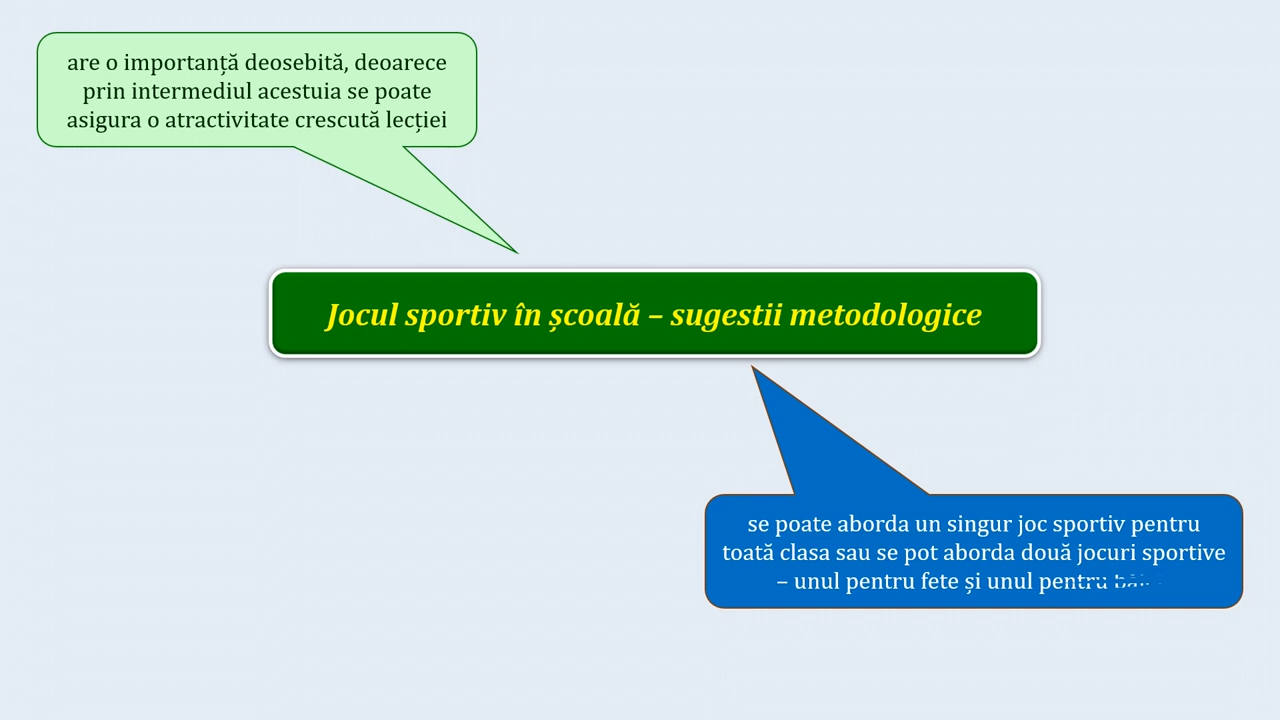 are o importanță deosebită, deoarece
prin intermediul acestuia se poate
asigura o atractivitate crescută lecției
Jocul sportiv în școală – sugestii metodologice
se poate aborda un singur joc sportiv pentru
toată clasa sau se pot aborda două jocuri sportive
– unul pentru fete și unul pentru